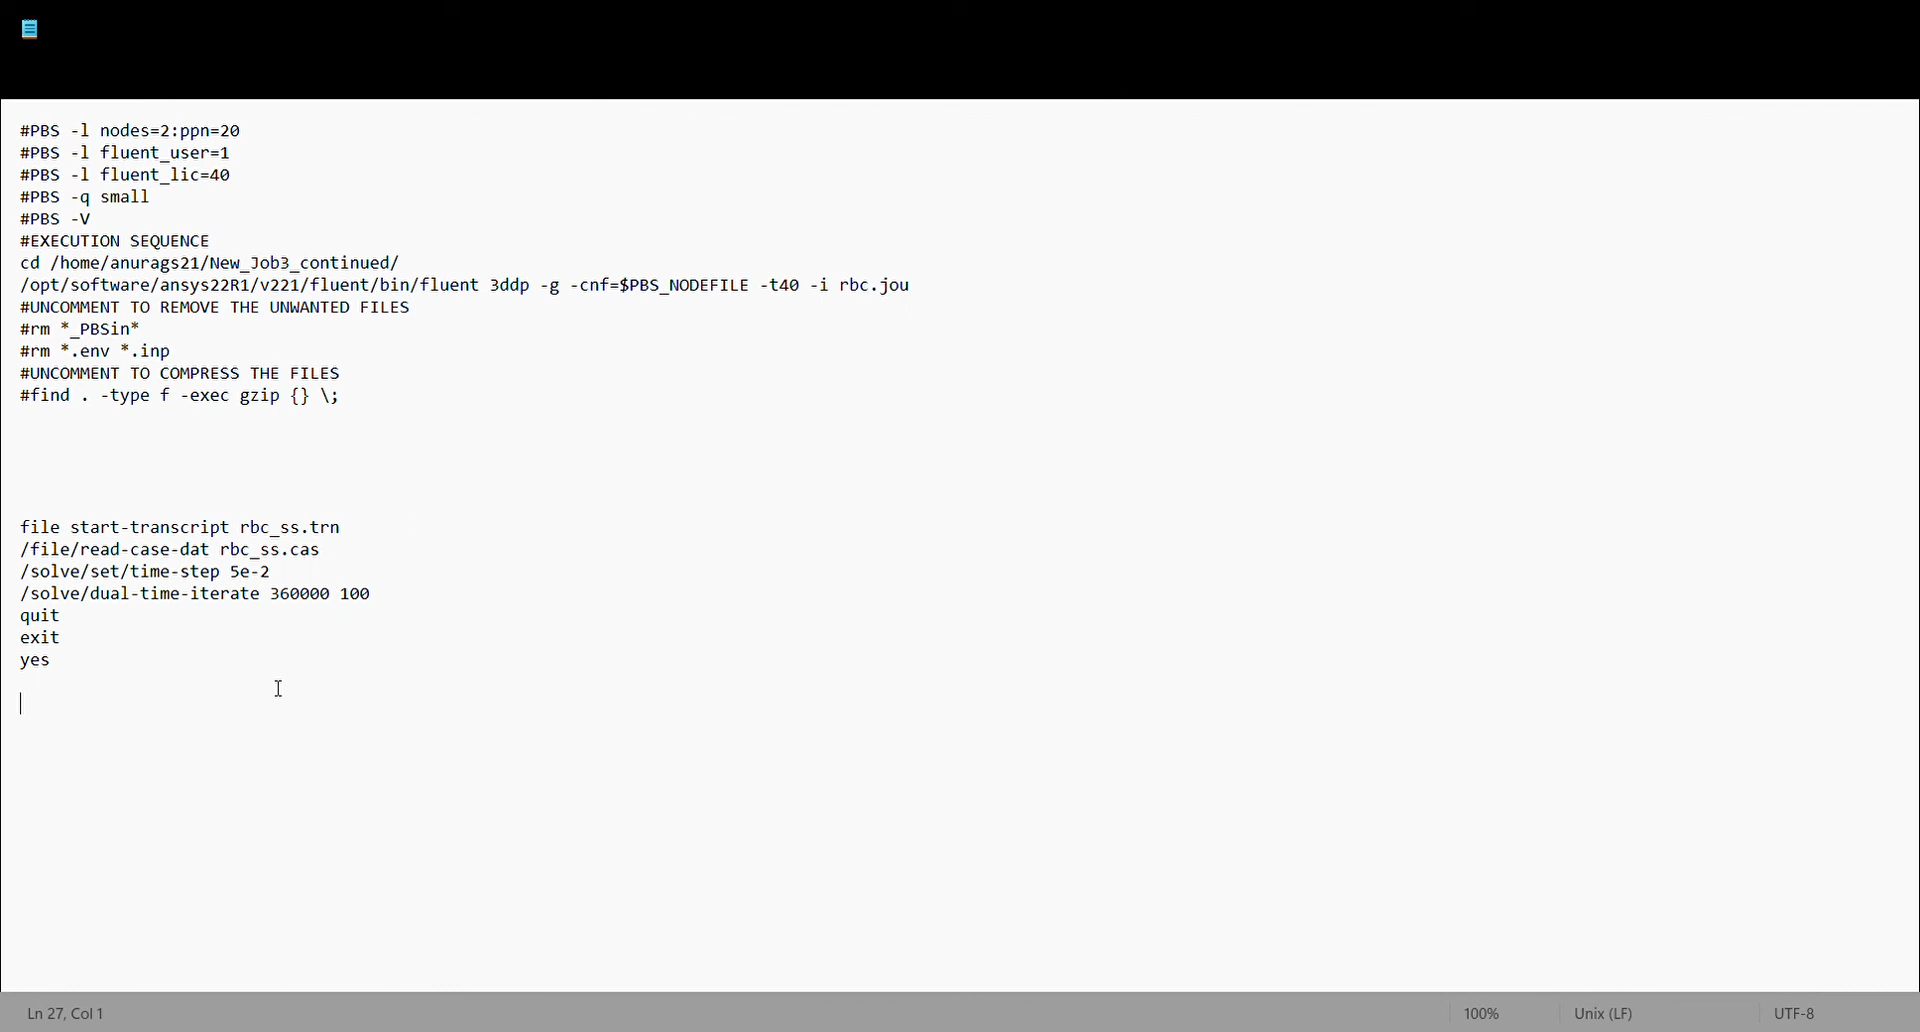 #PBS -l nodes=2:ppn=20
#PBS -l fluent_user=1
#PBS -l fluent_lic=40
#PBS -q small
#PBS -V
#EXECUTION SEQUENCE
cd /home/anurags21/New_Job3_continued/
/opt/software/ansys22R1/v221/fluent/bin/fluent 3ddp -g -cnf=$PBS_NODEFILE -t40 -i rbc.jou
#UNCOMMENT TO REMOVE THE UNWANTED FILES
#rm *_PBSin*
#rm *.env *.inp
#UNCOMMENT TO COMPRESS THE FILES
#find . -type f -exec gzip {} \;
file start-transcript rbc_ss.trn
/file/read-case-dat rbc_ss.cas
/solve/set/time-step 5e-2
/solve/dual-time-iterate 360000 100
quit
exit
yes
Ln 27, Col 1 100% Unix (LF) UTF-8